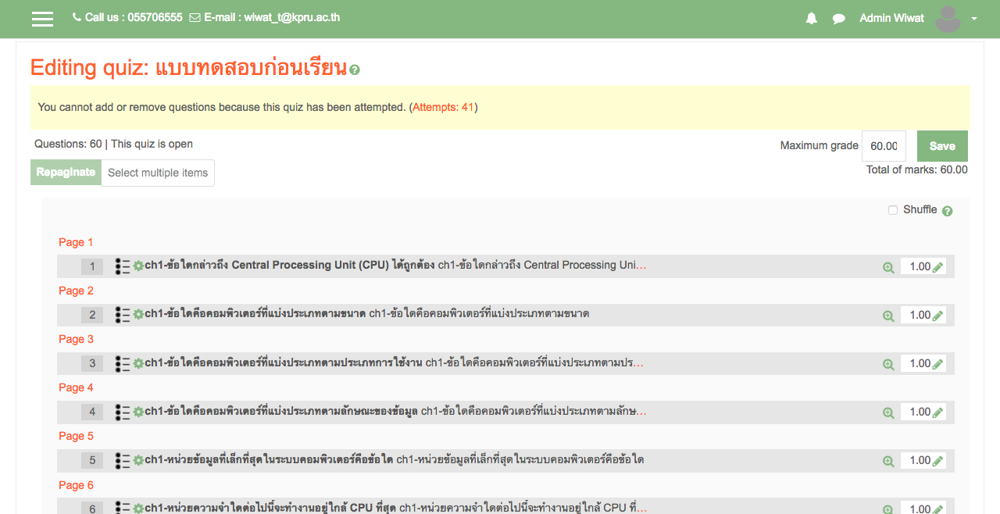 Call us : 055706555 E-mail : wiwat_t@kpru.ac.th Admin Wiwat
Editing quiz: แบบทดสอบก่อนเรียน
You cannot add or remove questions because this quiz has been attempted. (Attempts: 41)
Questions: 60 | This quiz is open
Maximum grade 60.00 Save
Repaginate Select multiple items
Total of marks: 60.00
Shuffle
Page 1
1 ch1-ข้อใดกล่าวถึง Central Processing Unit (CPU) ได้ถูกต้อง ch1-ข้อใดกล่าวถึง Central Processing Uni... 1.00
Page 2
2 ch1-ข้อใดคือคอมพิวเตอร์ที่แบ่งประเภทตามขนาด ch1-ข้อใดคือคอมพิวเตอร์ที่แบ่งประเภทตามขนาด 1.00
Page 3
3 ch1-ข้อใดคือคอมพิวเตอร์ที่แบ่งประเภทตามประเภทการใช้งาน ch1-ข้อใดคือคอมพิวเตอร์ที่แบ่งประเภทตามปร... 1.00
Page 4
4 ch1-ข้อใดคือคอมพิวเตอร์ที่แบ่งประเภทตามลักษณะของข้อมูล ch1-ข้อใดคือคอมพิวเตอร์ที่แบ่งประเภทตามลักษ... 1.00
Page 5
5 ch1-หน่วยข้อมูลที่เล็กที่สุดในระบบคอมพิวเตอร์คือข้อใด ch1-หน่วยข้อมูลที่เล็กที่สุดในระบบคอมพิวเตอร์คือข้อใด 1.00
Page 6
6 ch1-หน่วยความจำใดต่อไปนี้จะทำงานอยู่ใกล้ CPU ที่สุด ch1-หน่วยความจำใดต่อไปนี้จะทำงานอยู่ใกล้ CPU ที่... 1.00